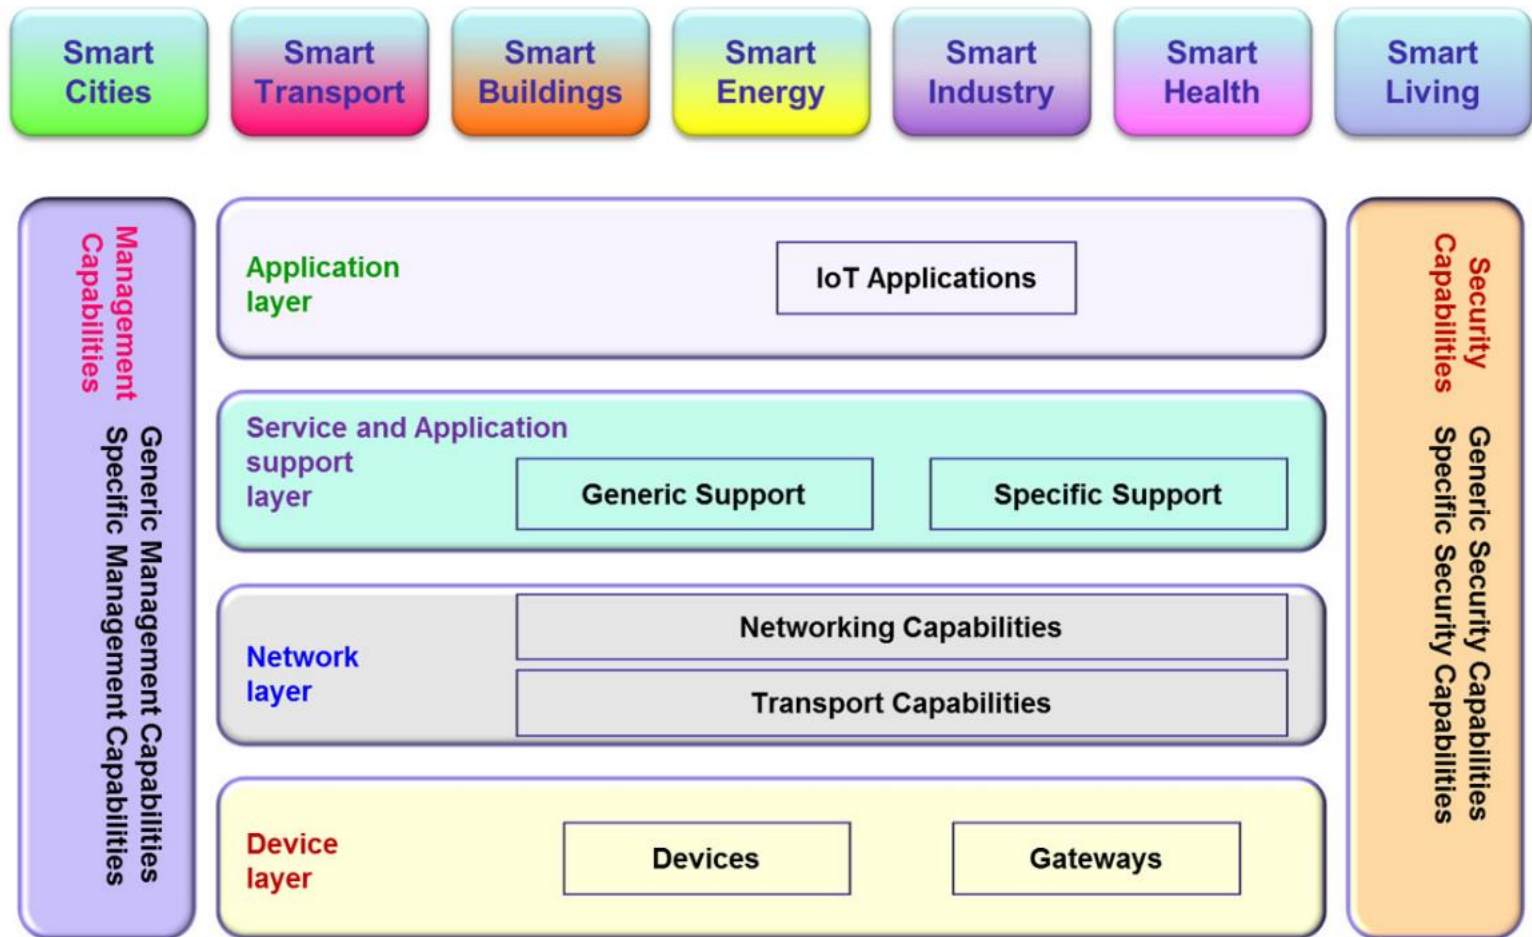 Smart
Cities
Smart
Transport
Smart
Buildings
Smart
Energy
Smart
Industry
Smart
Health
Smart
Living
Management
Capabilities
Generic Management Capabilities
Specific Management Capabilities
Application
layer
IoT Applications
Service and Application
support
layer
Generic Support
Specific Support
Network
layer
Networking Capabilities
Transport Capabilities
Device
layer
Devices
Gateways
Security
Capabilities
Generic Security Capabilities
Specific Security Capabilities